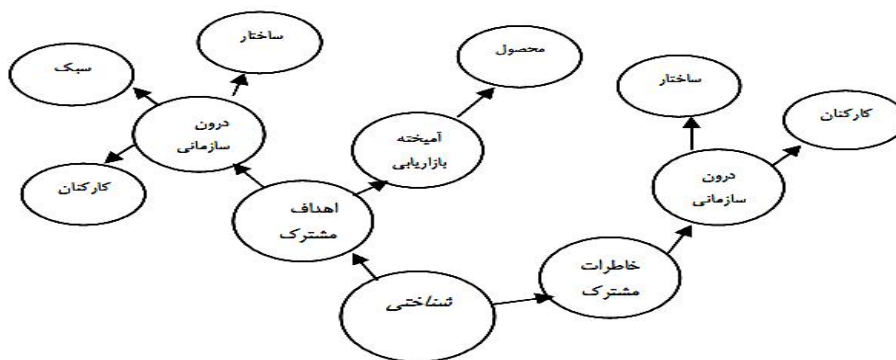 ساختار
سبک
درون
سازمانی
کارکنان
محصول
آمیخته
بازاریابی
اهداف
مشترک
ساختار
کارکنان
درون
سازمانی
خاطرات
مشترک
شناختی